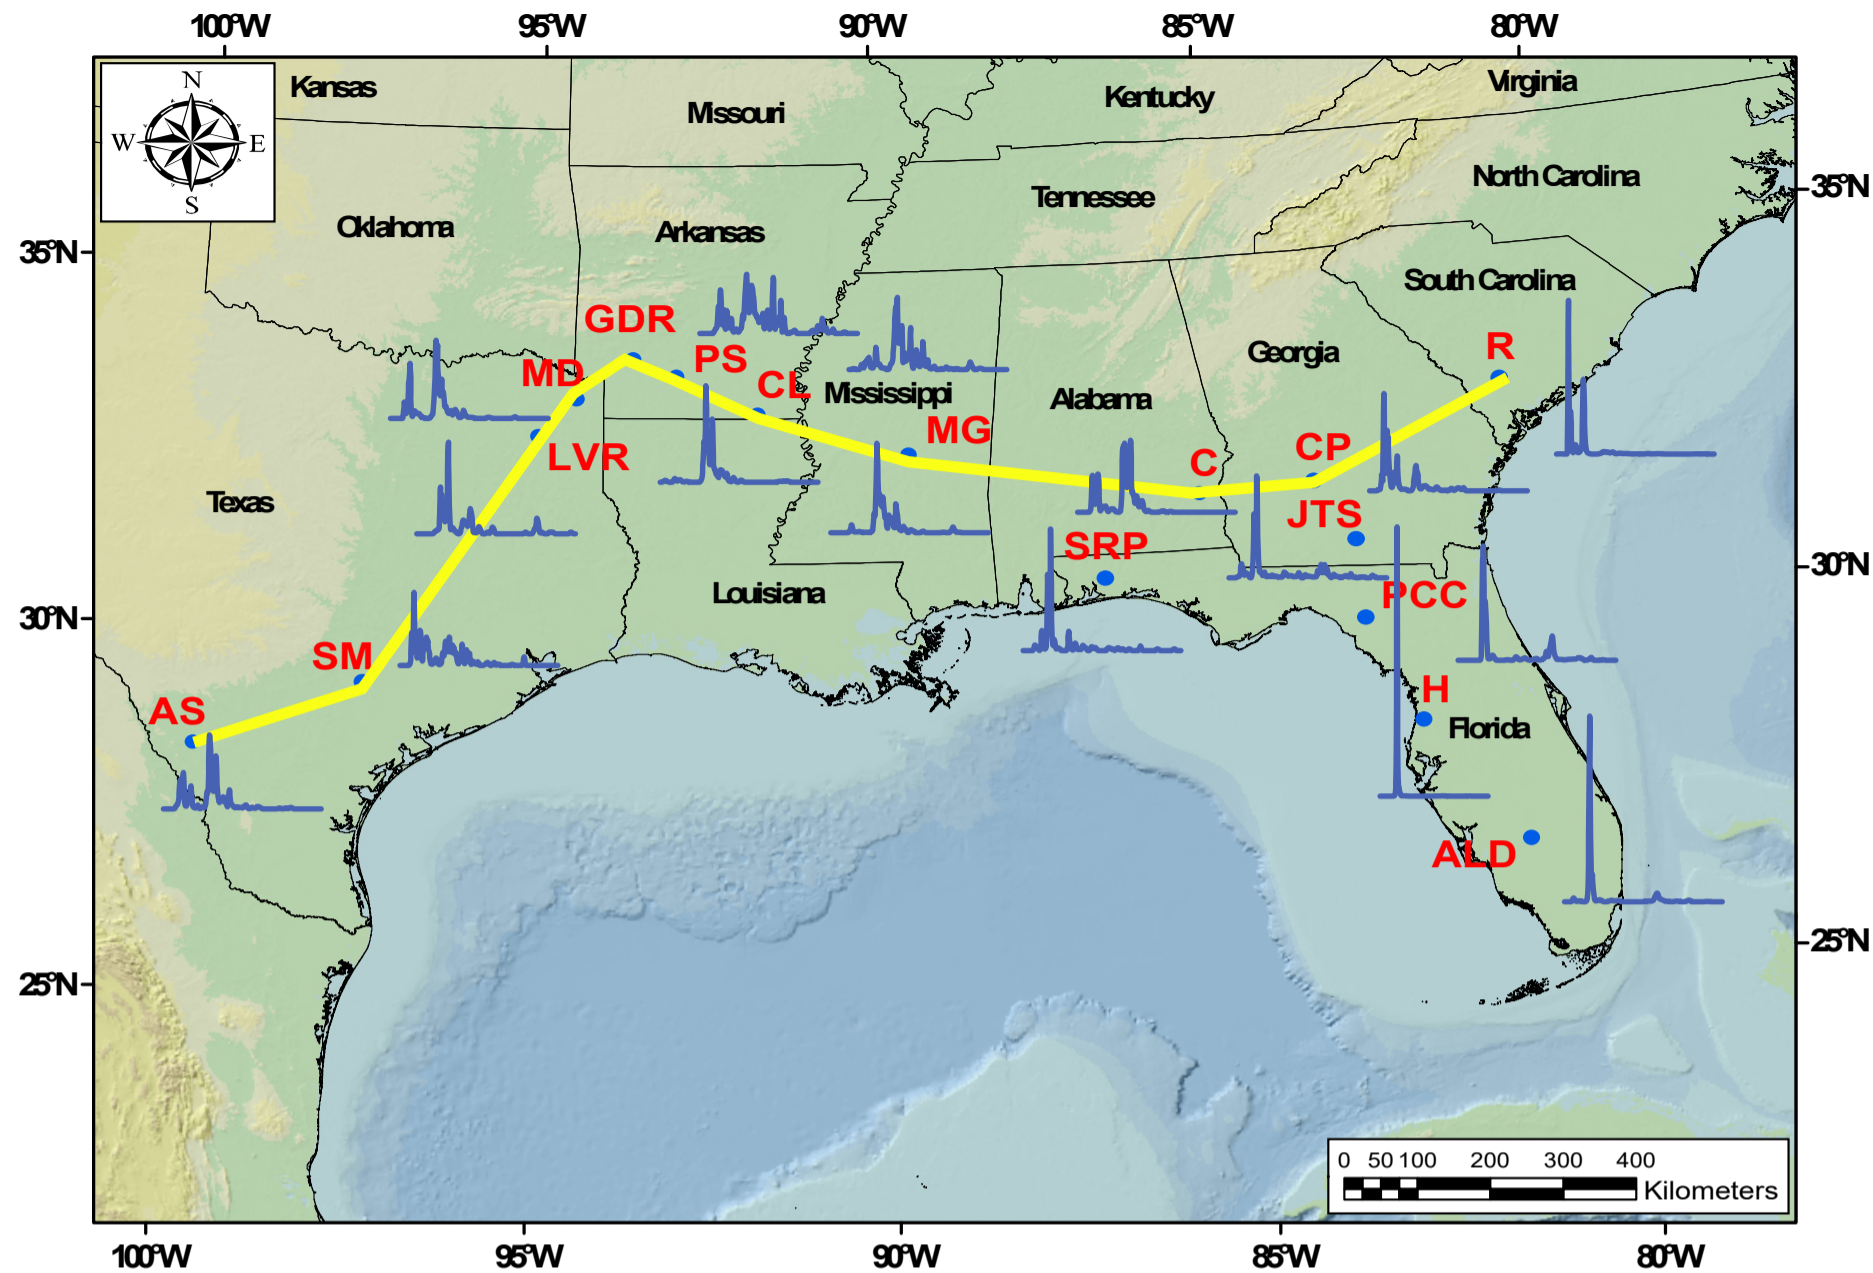 100°W 95°W 90°W 85°W 80°W
N
W E
S
Kansas
Missouri
Kentucky
Virginia
North Carolina
Tennessee
Oklahoma
Arkansas
35°N
35°N
South Carolina
GDR
PS
MD
CL
Mississippi
Alabama
Georgia
R
MG
LVR
C
CP
JTS
Texas
SRP
30°N
Louisiana
PCC
30°N
SM
AS
H
Florida
ALD
25°N
25°N
0 50 100 200 300 400
Kilometers
100°W 95°W 90°W 85°W 80°W